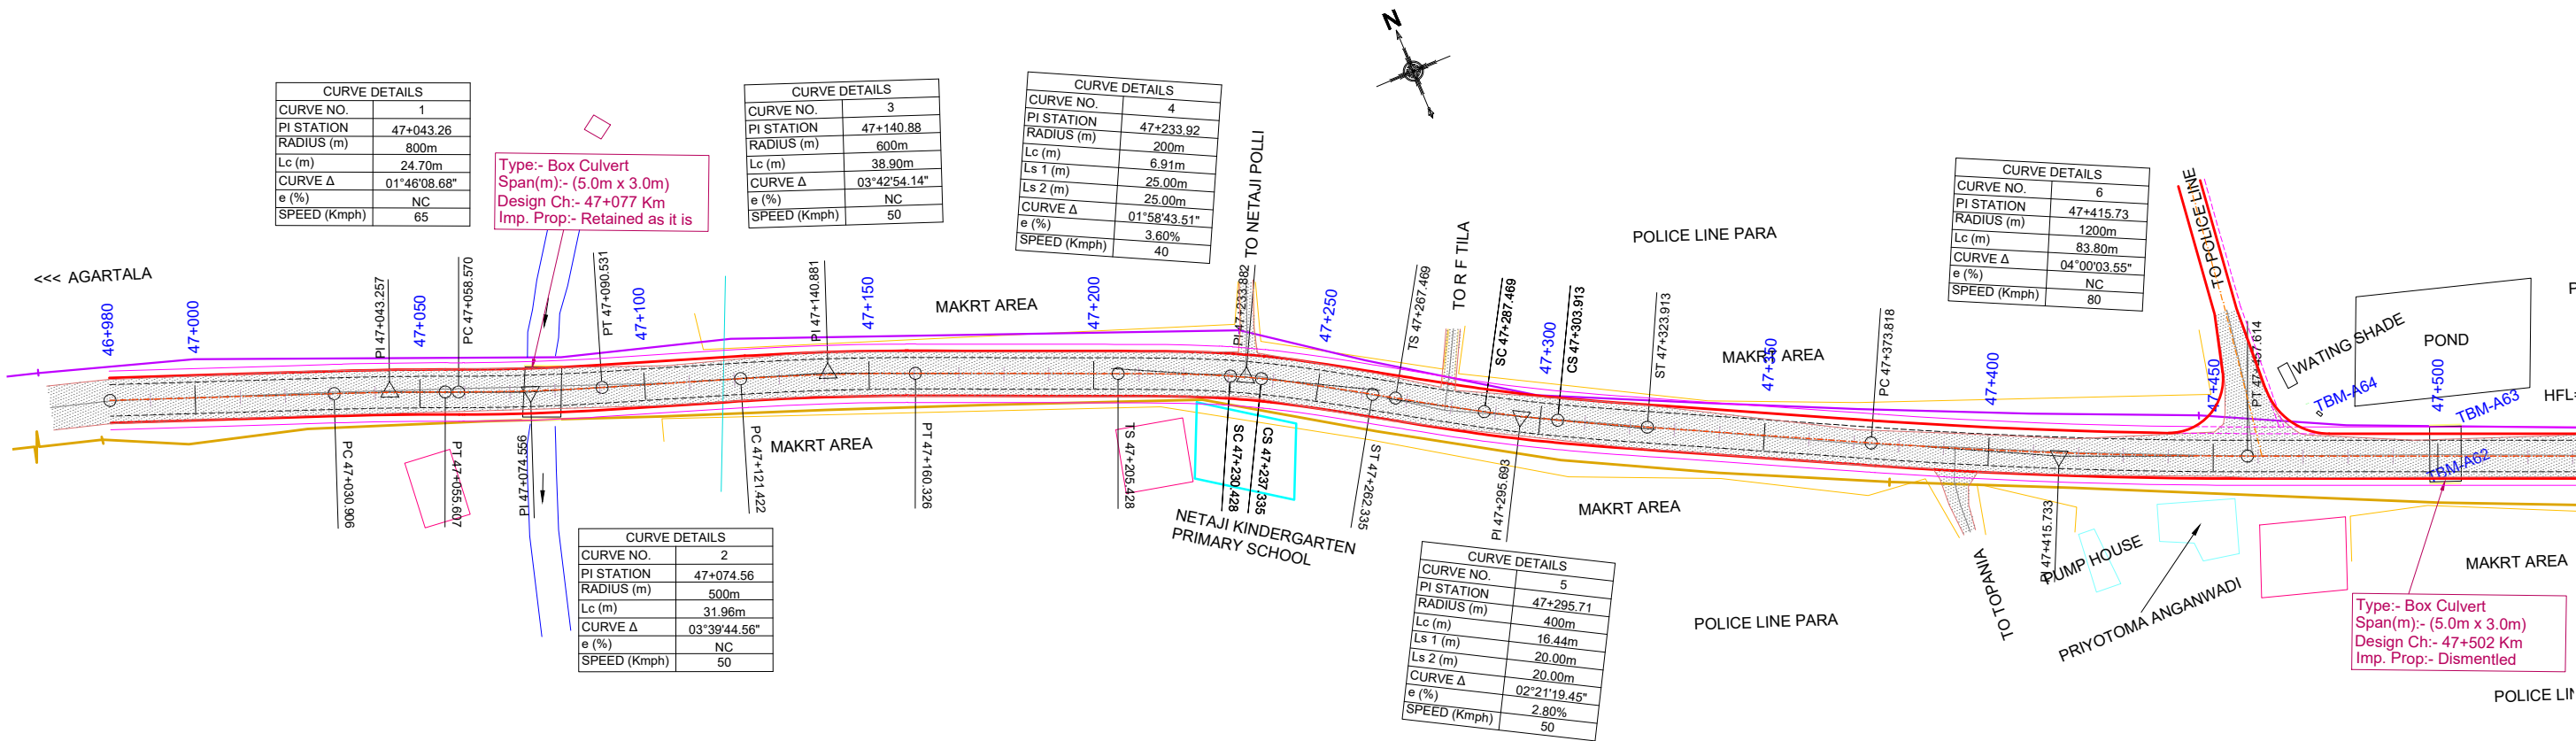 N
<<< AGARTALA
CURVE DETAILS
CURVE NO. 1
PI STATION 47+043.26
RADIUS (m) 800m
Lc (m) 24.70m
CURVE Δ 01°46'08.68"
e (%) NC
SPEED (Kmph) 65
Type:- Box Culvert
Span(m):- (5.0m x 3.0m)
Design Ch:- 47+077 Km
Imp. Prop:- Retained as it is
CURVE DETAILS
CURVE NO. 3
PI STATION 47+140.88
RADIUS (m) 600m
Lc (m) 38.90m
CURVE Δ 03°42'54.14"
e (%) NC
SPEED (Kmph) 50
CURVE DETAILS
CURVE NO. 4
PI STATION 47+233.92
RADIUS (m) 200m
Lc (m) 6.91m
Ls 1 (m) 25.00m
Ls 2 (m) 25.00m
CURVE Δ 01°58'43.51"
e (%) 3.60%
SPEED (Kmph) 40
TO NETAJI POLLI
TO R F TILA
POLICE LINE PARA
CURVE DETAILS
CURVE NO. 6
PI STATION 47+415.73
RADIUS (m) 1200m
Lc (m) 83.80m
CURVE Δ 04°00'03.55"
e (%) NC
SPEED (Kmph) 80
TO POLICE LINE
46+980
47+000
PI 47+043.257
47+050
PC 47+058.570
PT 47+090.531
47+100
PI 47+140.881
47+150
MAKRT AREA
47+200
PI 47+233.882
47+250
TS 47+267.469
SC 47+287.469
47+300
CS 47+303.913
ST 47+323.913
MAKRT AREA
47+350
PC 47+373.818
47+400
47+450
PT 47+457.614
WATING SHADE
POND
TBM-A64
47+500
TBM-A63
HFL=
P
TBM-A62
PC 47+030.906
PT 47+055.607
PI 47+074.556
PC 47+121.422
MAKRT AREA
PT 47+160.326
TS 47+205.428
SC 47+230.428
CS 47+237.335
ST 47+262.335
PI 47+295.693
MAKRT AREA
NETAJI KINDERGARTEN
PRIMARY SCHOOL
TO TOPANIA
PI 47+415.733
PUMP HOUSE
PRIYOTOMA ANGANWADI
MAKRT AREA
POLICE LINE PARA
CURVE DETAILS
CURVE NO. 2
PI STATION 47+074.56
RADIUS (m) 500m
Lc (m) 31.96m
CURVE Δ 03°39'44.56"
e (%) NC
SPEED (Kmph) 50
CURVE DETAILS
CURVE NO. 5
PI STATION 47+295.71
RADIUS (m) 400m
Lc (m) 16.44m
Ls 1 (m) 20.00m
Ls 2 (m) 20.00m
CURVE Δ 02°21'19.45"
e (%) 2.80%
SPEED (Kmph) 50
Type:- Box Culvert
Span(m):- (5.0m x 3.0m)
Design Ch:- 47+502 Km
Imp. Prop:- Dismentled
POLICE LIN